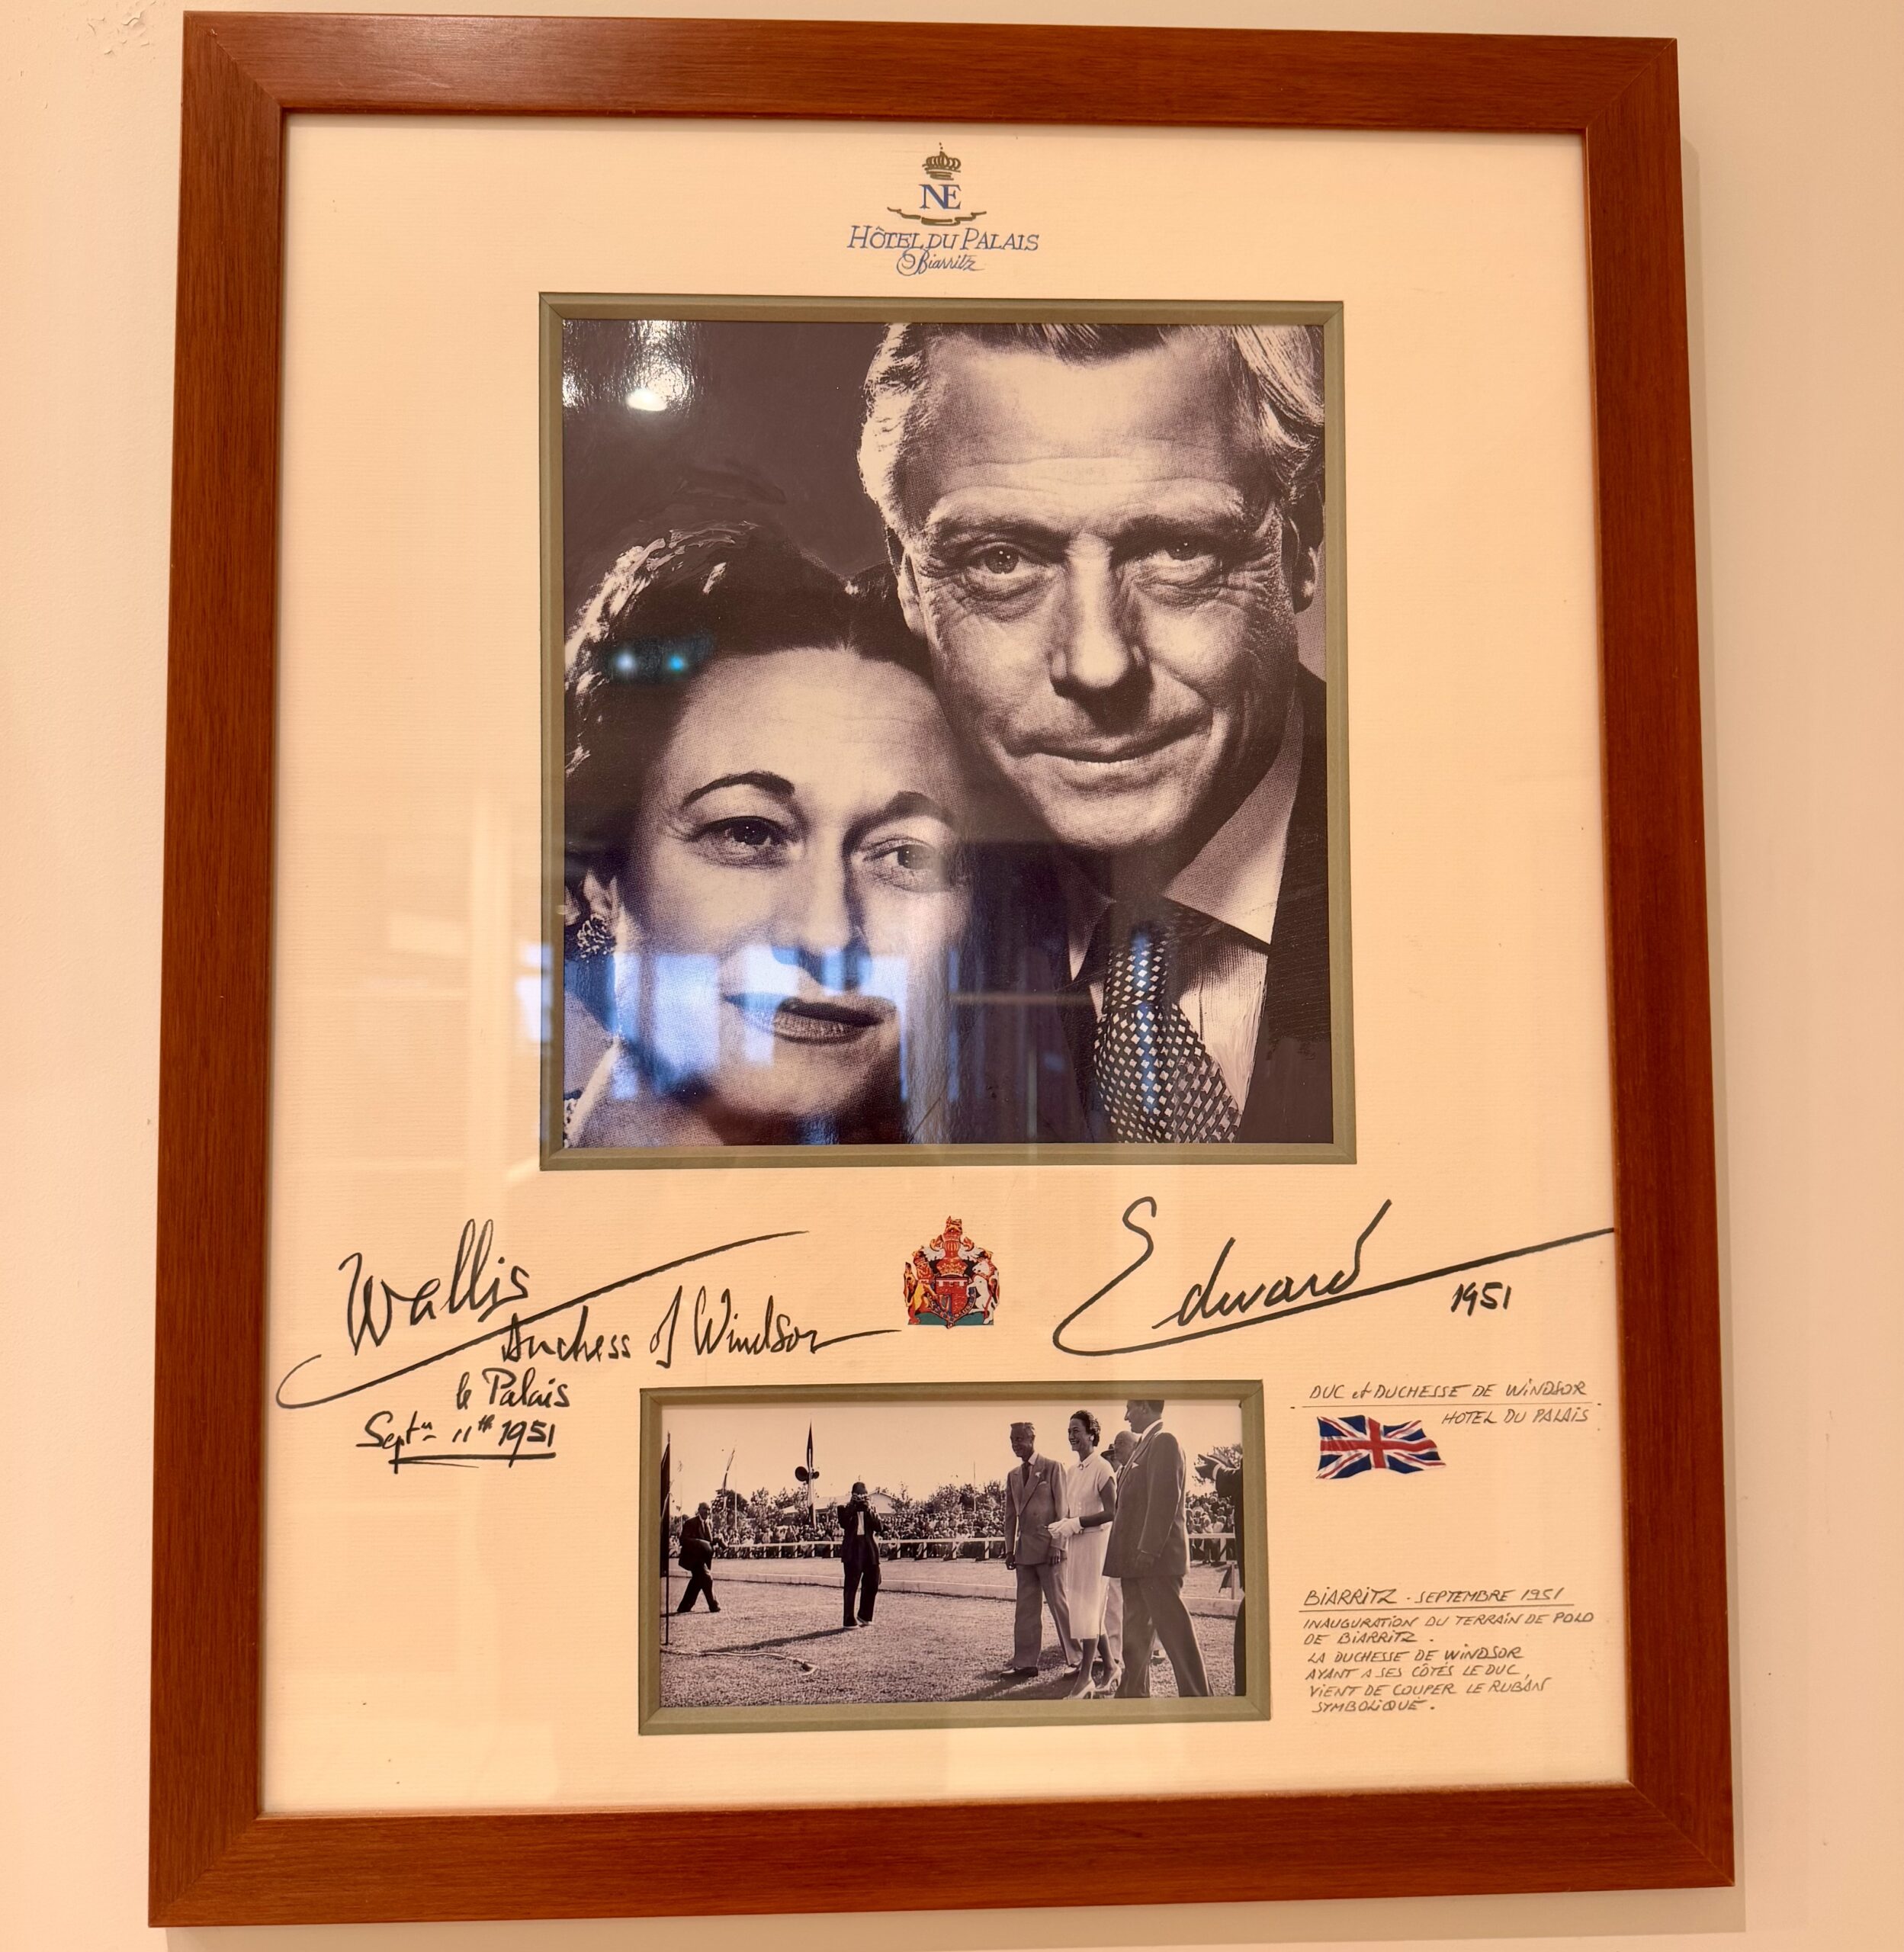 NE
HÔTEL DU PALAIS
Biarritz
Wallis
Duchess of Windsor
le Palais
Septm 11th 1951
Edward
1951
DUC et DUCHESSE DE WINDSOR
HOTEL DU PALAIS
BIARRITZ - SEPTEMBRE 1951
INAUGURATION DU TERRAIN DE POLO
DE BIARRITZ.
LA DUCHESSE DE WINDSOR
AYANT A SES CÔTÉS LE DUC,
VIENT DE COUPER LE RUBAN
SYMBOLIQUE.